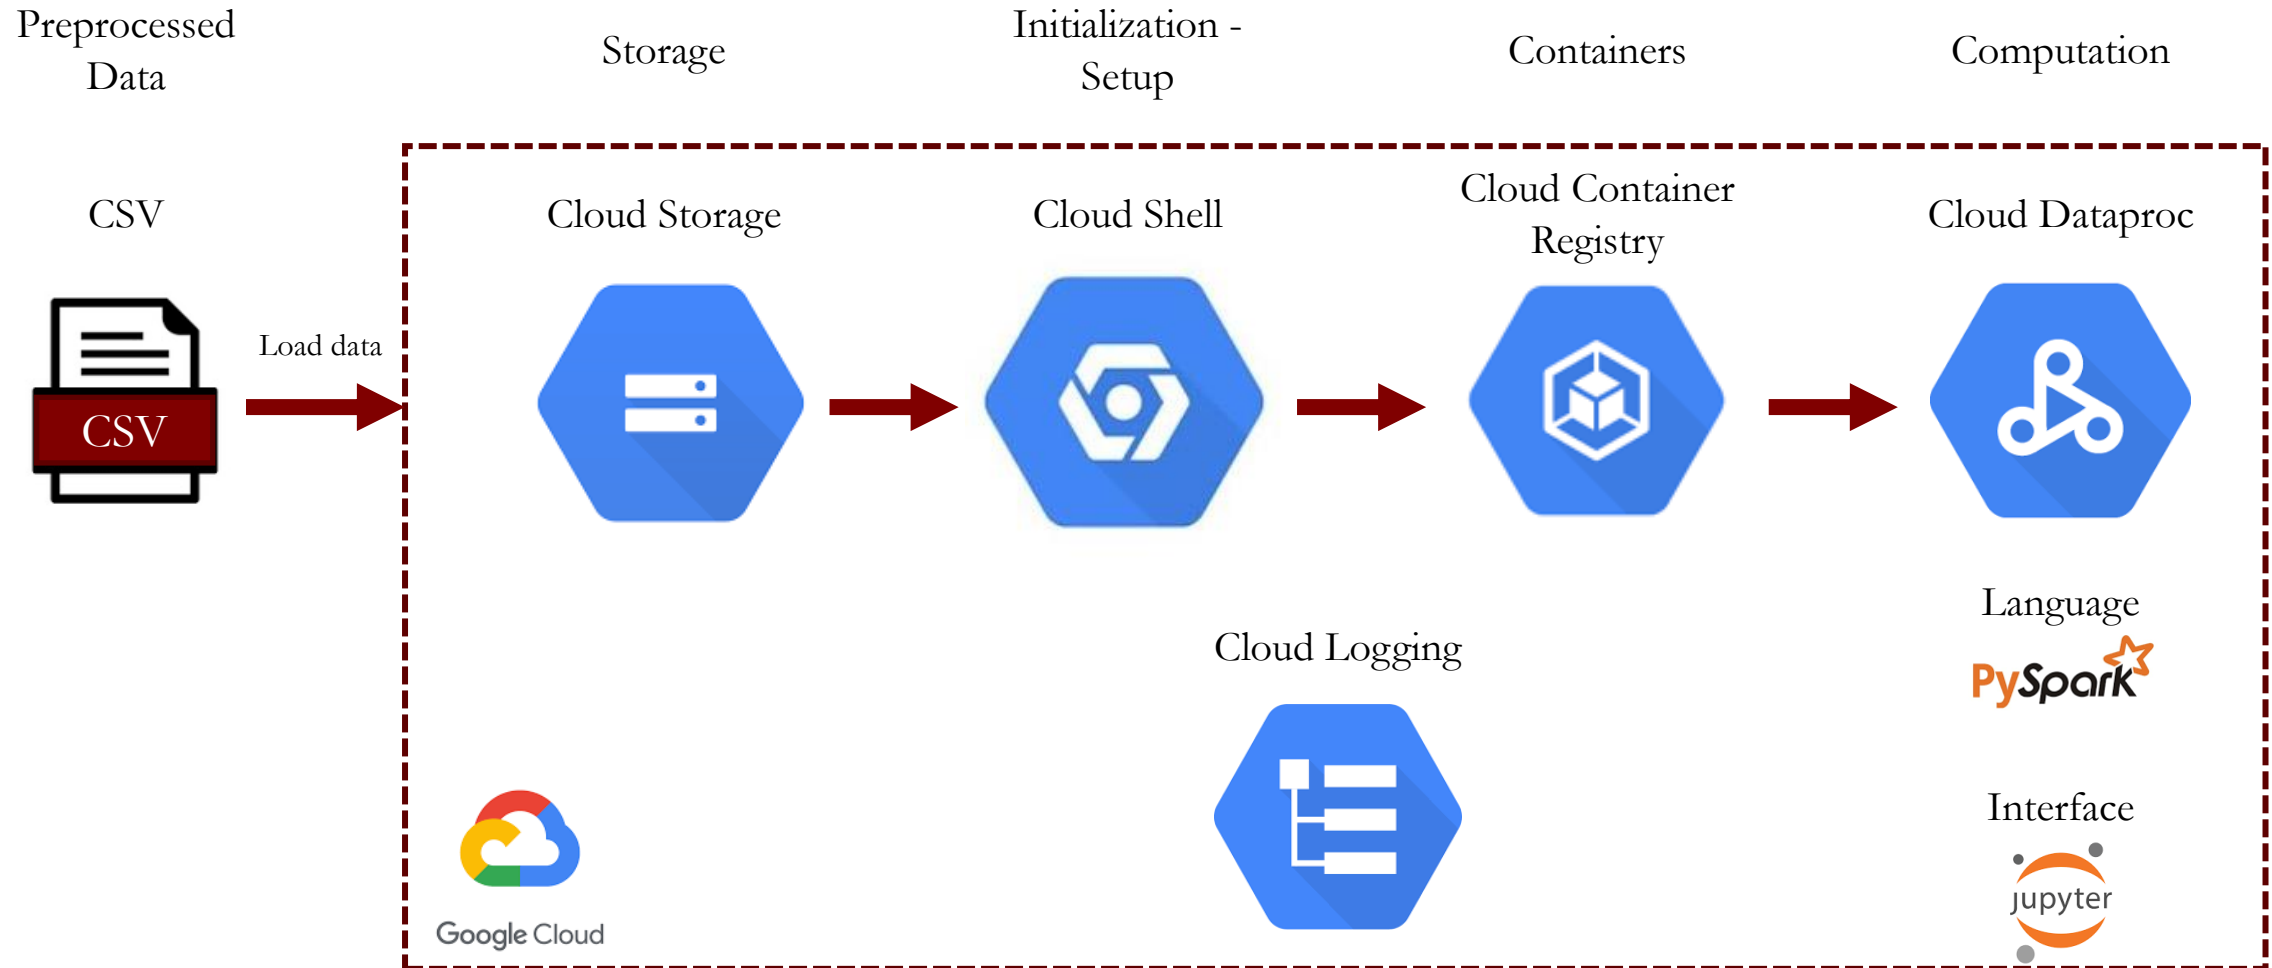 Preprocessed
Data
Storage
Initialization -
Setup
Containers
Computation
CSV
Cloud Storage
Cloud Shell
Cloud Container
Registry
Cloud Dataproc
CSV
Load data
Language
PySpark
Cloud Logging
Interface
jupyter
Google Cloud